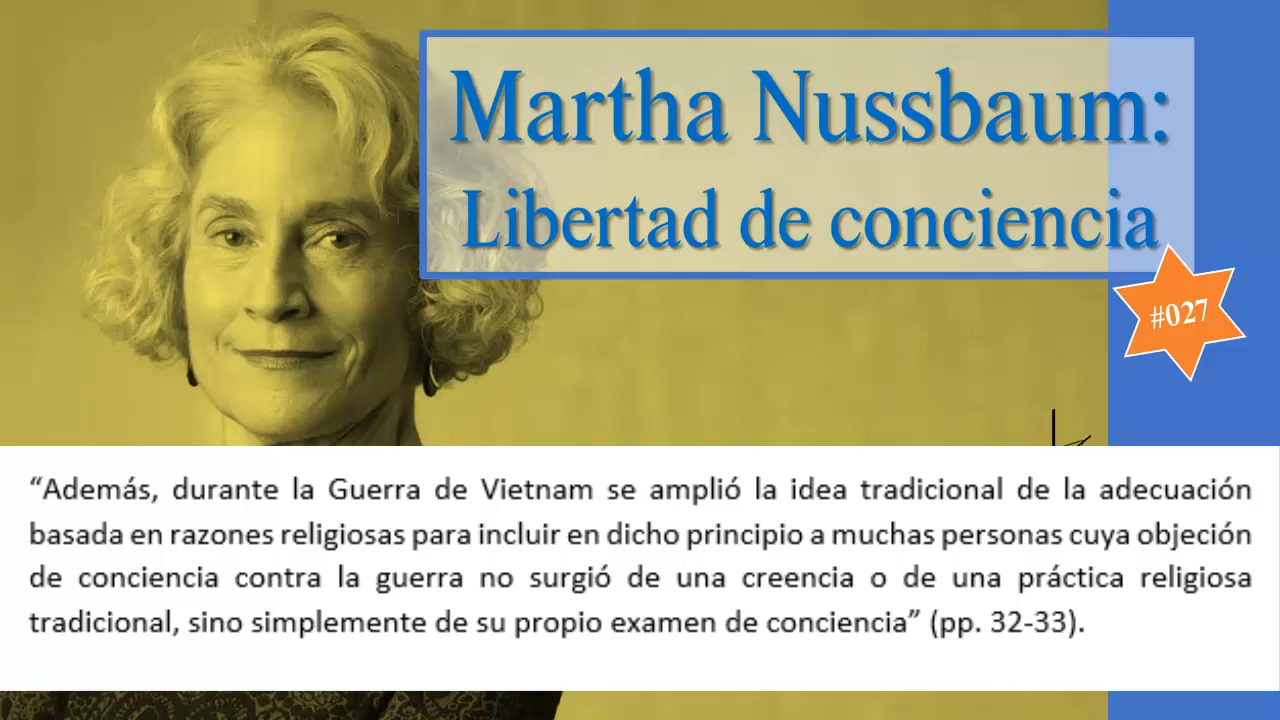 Martha Nussbaum:
Libertad de conciencia
#027
“Además, durante la Guerra de Vietnam se amplió la idea tradicional de la adecuación
basada en razones religiosas para incluir en dicho principio a muchas personas cuya objeción
de conciencia contra la guerra no surgió de una creencia o de una práctica religiosa
tradicional, sino simplemente de su propio examen de conciencia” (pp. 32-33).